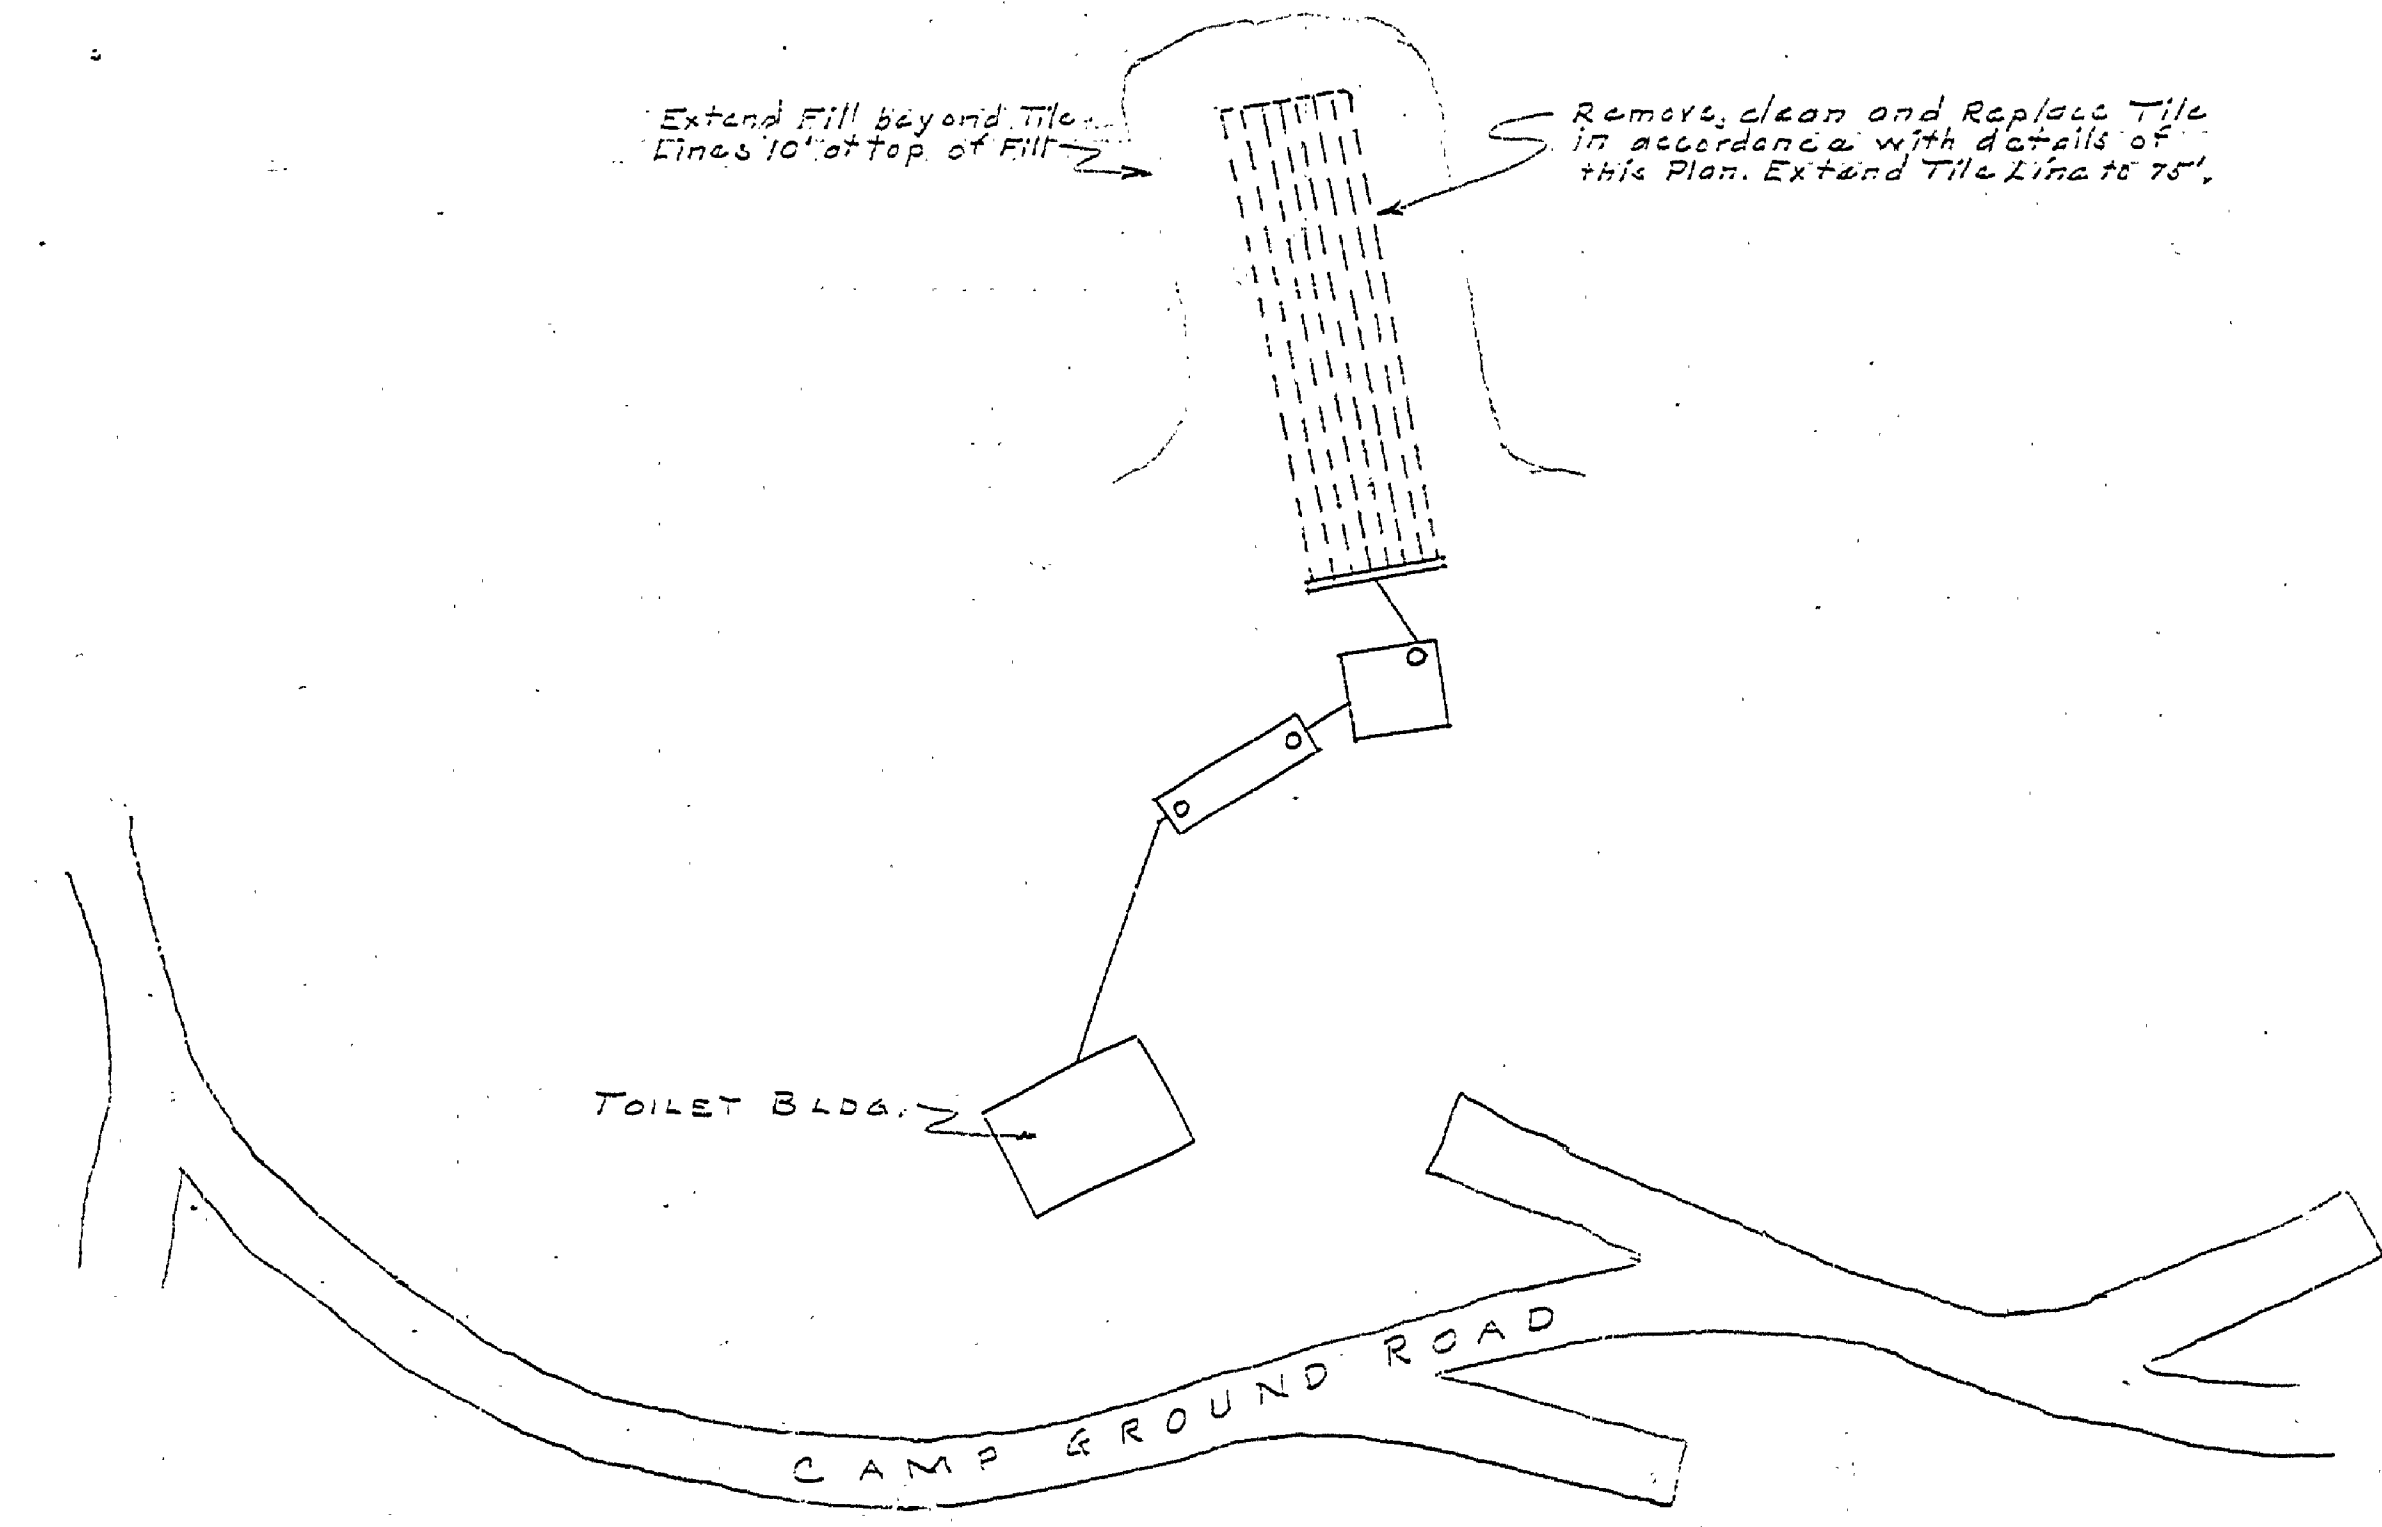 Extend Fill beyond Tile
Lines 10' at top of Fill
Remove, clean and Replace Tile
in accordance with details of
this Plan. Extend Tile Line to 75'.
TOILET BLDG.
CAMP GROUND ROAD